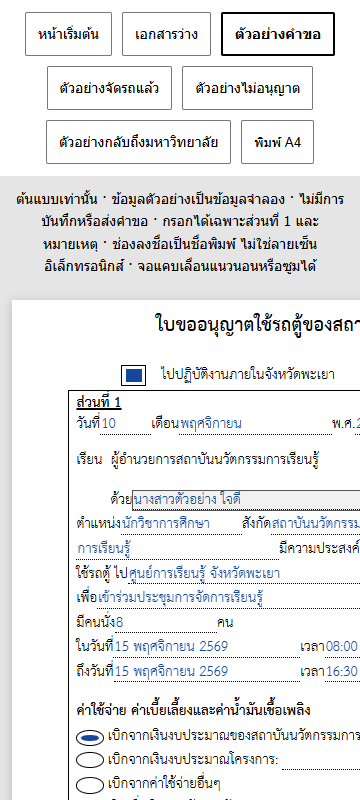 หน้าเริ่มต้น เอกสารว่าง ตัวอย่างคำขอ
ตัวอย่างจัดรถแล้ว ตัวอย่างไม่อนุญาต
ตัวอย่างกลับถึงมหาวิทยาลัย พิมพ์ A4
ต้นแบบเท่านั้น · ข้อมูลตัวอย่างเป็นข้อมูลจำลอง · ไม่มีการ
บันทึกหรือส่งคำขอ · กรอกได้เฉพาะส่วนที่ 1 และ
หมายเหตุ · ช่องลงชื่อเป็นชื่อพิมพ์ ไม่ใช่ลายเซ็น
อิเล็กทรอนิกส์ · จอแคบเลื่อนแนวนอนหรือซูมได้
ใบขออนุญาตใช้รถตู้ของสถา
ไปปฏิบัติงานภายในจังหวัดพะเยา
ส่วนที่ 1
วันที่ 10 เดือน พฤศจิกายน พ.ศ.
เรียน ผู้อำนวยการสถาบันนวัตกรรมการเรียนรู้
ด้วย นางสาวตัวอย่าง ใจดี
ตำแหน่ง นักวิชาการศึกษา สังกัด สถาบันนวัตกรรม
การเรียนรู้ มีความประสงค์
ใช้รถตู้ ไป ศูนย์การเรียนรู้ จังหวัดพะเยา
เพื่อ เข้าร่วมประชุมการจัดการเรียนรู้
มีคนนั่ง 8 คน
ในวันที่ 15 พฤศจิกายน 2569 เวลา 08:00
ถึงวันที่ 15 พฤศจิกายน 2569 เวลา 16:30
ค่าใช้จ่าย ค่าเบี้ยเลี้ยงและค่าน้ำมันเชื้อเพลิง
เบิกจากเงินงบประมาณของสถาบันนวัตกรรมการ
เบิกจากเงินงบประมาณโครงการ:
เบิกจากค่าใช้จ่ายอื่นๆ